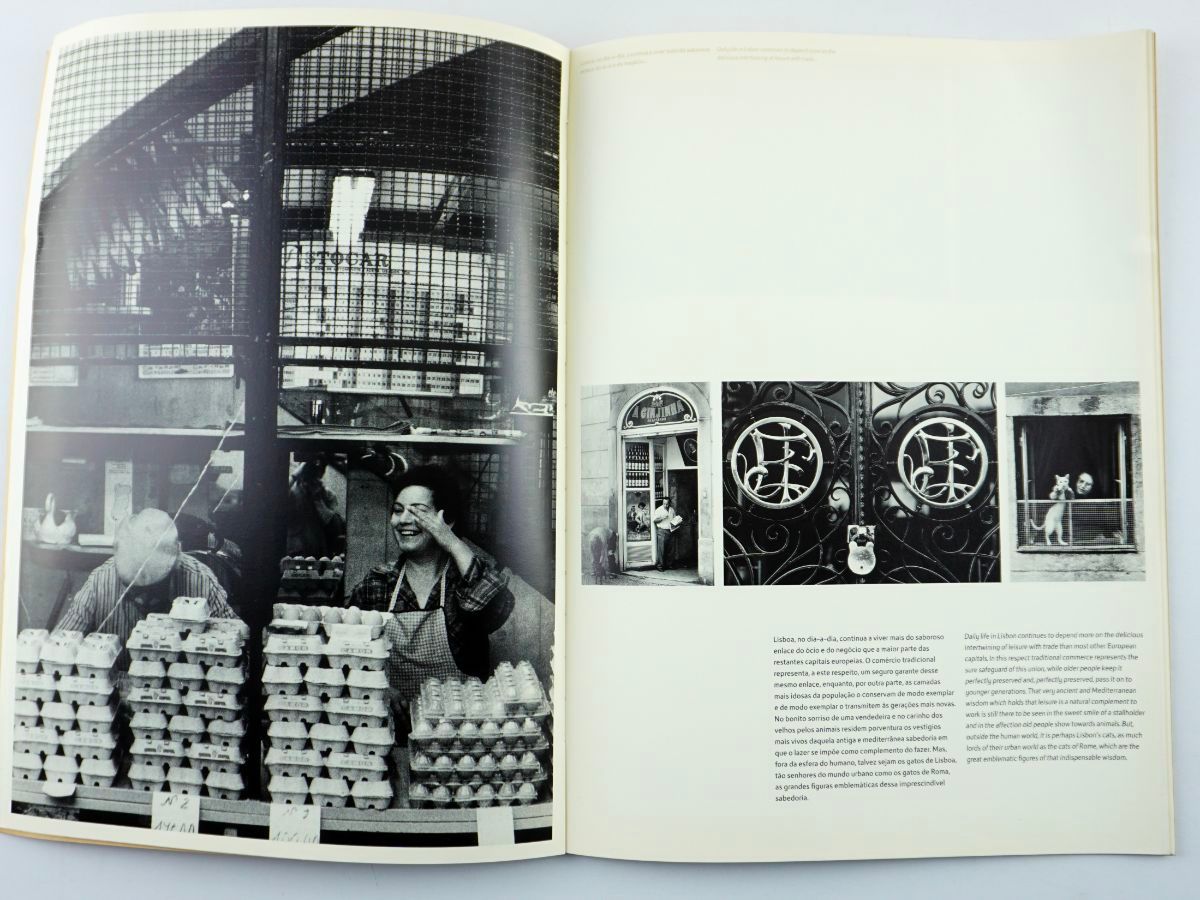 STOCAR
Nº 2
Nº 1
A GINJINHA
Lisboa, no dia-a-dia, continua a viver mais do saboroso
enlace do ócio e do negócio que a maior parte das
restantes capitais europeias. O comércio tradicional
representa, a este respeito, um seguro garante desse
mesmo enlace, enquanto, por outra parte, as camadas
mais idosas da população o conservam de modo exemplar
e de modo exemplar o transmitem às gerações mais novas.
No bonito sorriso de uma vendedeira e no carinho dos
velhos pelos animais residem porventura os vestígios
mais vivos daquela antiga e mediterrânea sabedoria em
que o lazer se impõe como complemento do fazer. Mas,
fora da esfera do humano, talvez sejam os gatos de Lisboa,
tão senhores do mundo urbano como os gatos de Roma,
as grandes figuras emblemáticas dessa imprescindível
sabedoria.
Daily life in Lisbon continues to depend more on the delicious
intertwining of leisure with trade than most other European
capitals. In this respect traditional commerce represents the
sure safeguard of this union, while older people keep it
perfectly preserved and, perfectly preserved, pass it on to
younger generations. That very ancient and Mediterranean
wisdom which holds that leisure is a natural complement to
work is still there to be seen in the sweet smile of a stallholder
and in the affection old people show towards animals. But,
outside the human world, it is perhaps Lisbon's cats, as much
lords of their urban world as the cats of Rome, which are the
great emblematic figures of that indispensable wisdom.